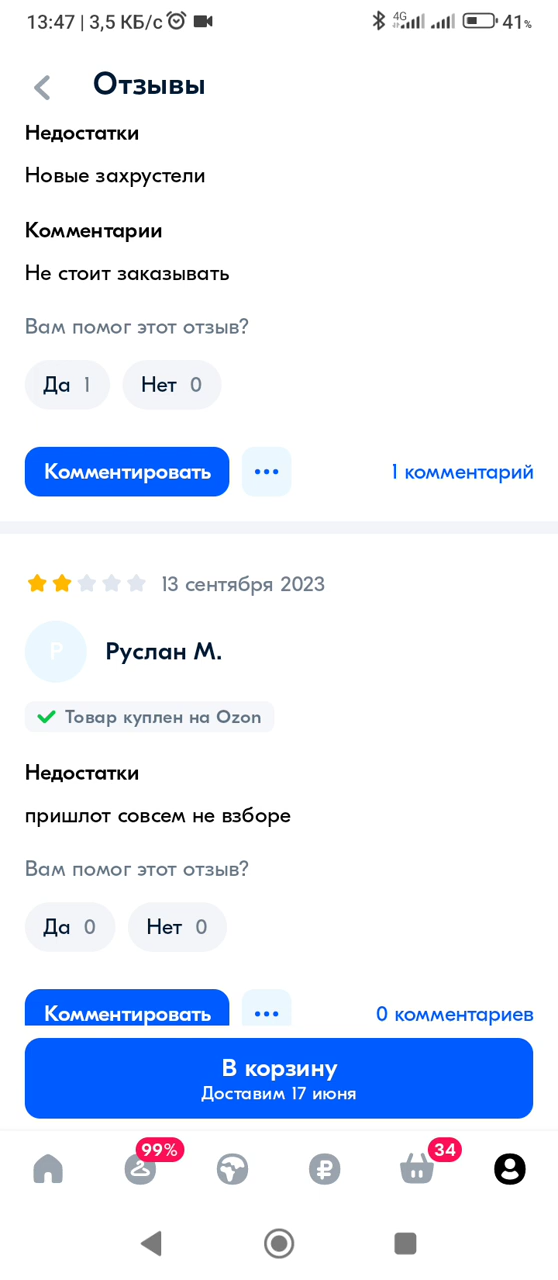 13:47 | 3,5 КБ/с
4G
41%
Отзывы
Недостатки
Новые захрустели
Комментарии
Не стоит заказывать
Вам помог этот отзыв?
Да 1 Нет 0
Комментировать ... 1 комментарий
13 сентября 2023
Р
Руслан М.
Товар куплен на Ozon
Недостатки
пришлот совсем не взборе
Вам помог этот отзыв?
Да 0 Нет 0
Комментировать ... 0 комментариев
В корзину
Доставим 17 июня
99%
34